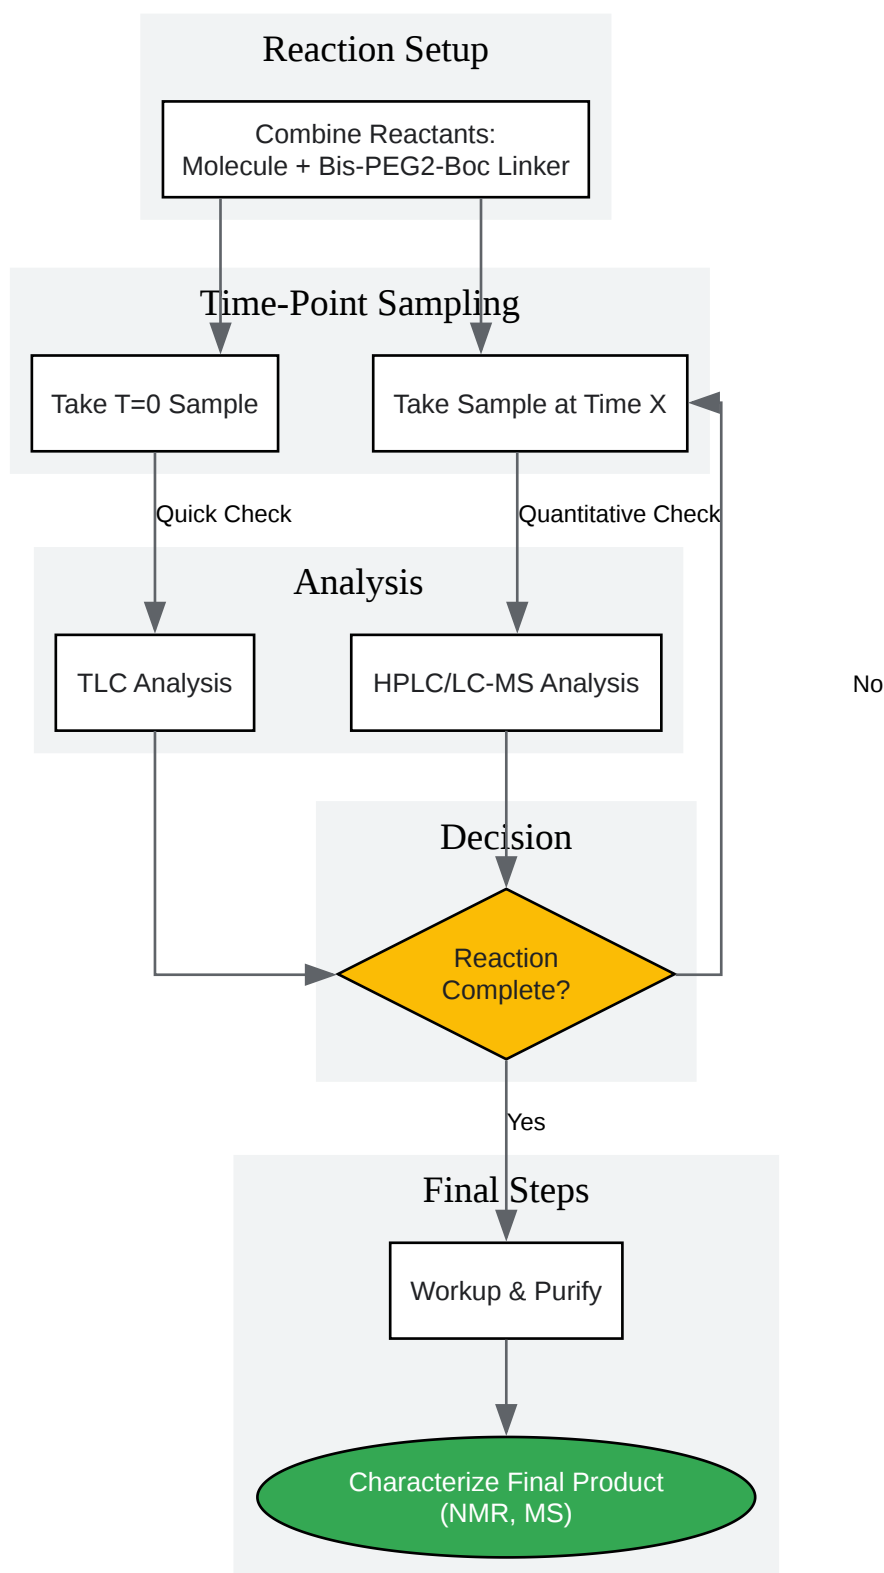 Reaction Setup
Combine Reactants:
Molecule + Bis-PEG2-Boc Linker
Time-Point Sampling
Take T=0 Sample
Take Sample at Time X
Quick Check
Quantitative Check
Analysis
TLC Analysis
HPLC/LC-MS Analysis
No
Decision
Reaction
Complete?
Yes
Final Steps
Workup & Purify
Characterize Final Product
(NMR, MS)